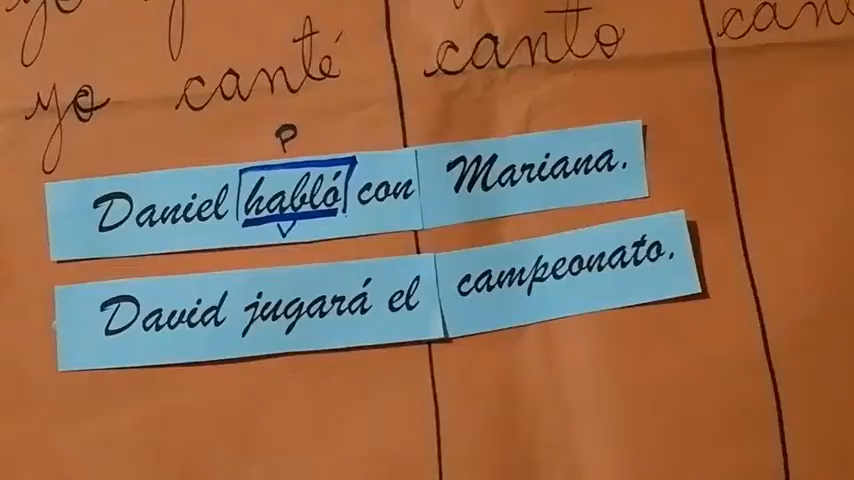 yo canté canto
P
Daniel habló con Mariana.
V
David jugará el campeonato.